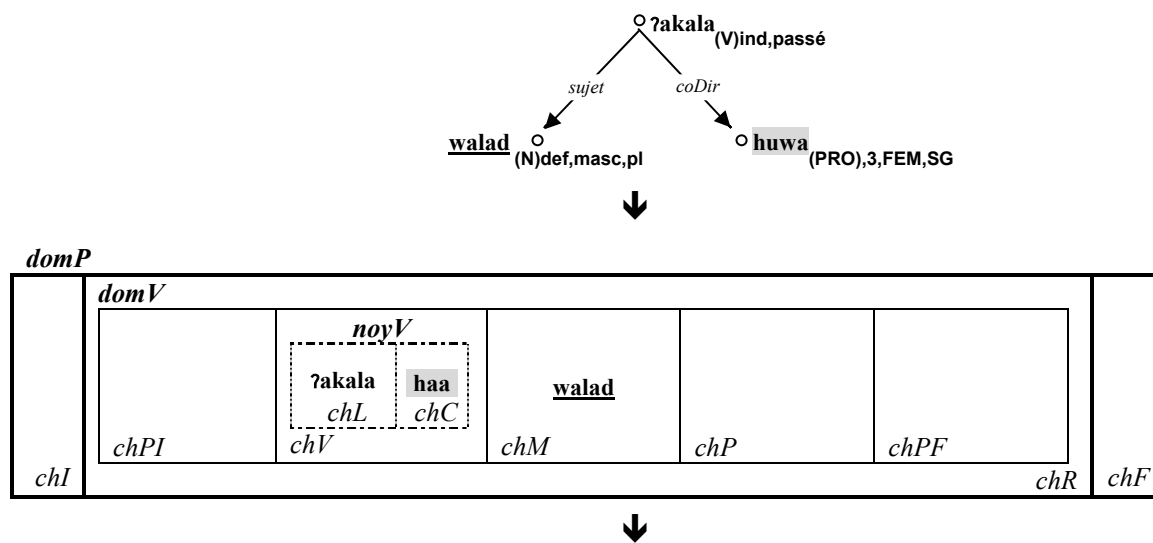 ʔakala(V)ind,passé
sujet coDir
walad(N)def,masc,pl huwa(PRO),3,FEM,SG
domP
domV
noyV
ʔakala haa walad
chL chC
chPI chV chM chP chPF
chI chR chF